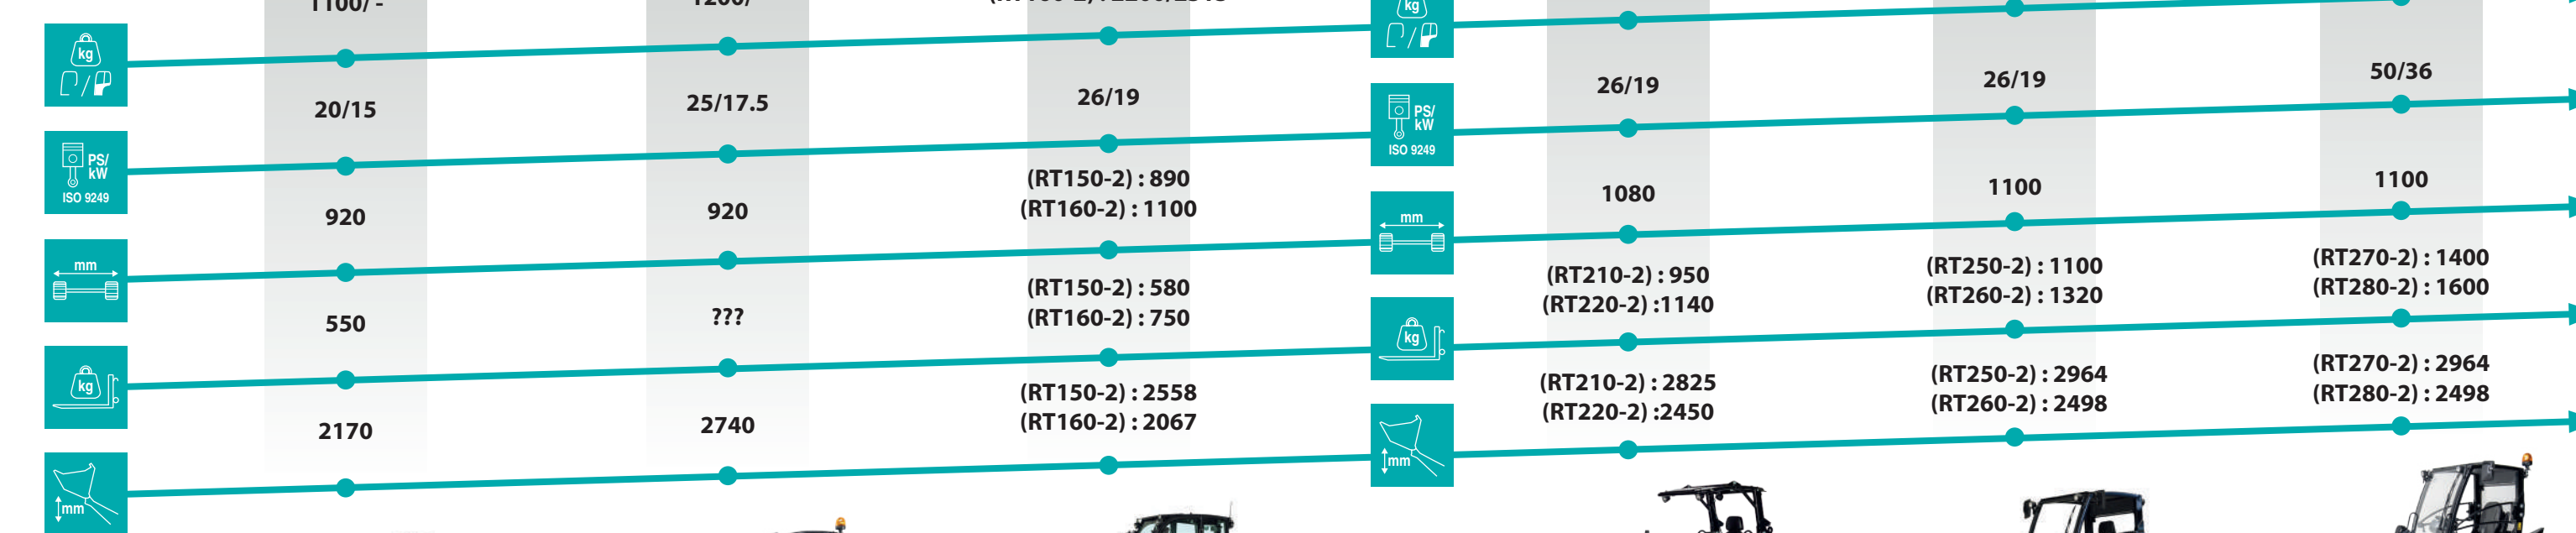 1100/ -
kg
20/15
25/17.5
26/19
26/19
26/19
50/36
kg
PS/
kW
ISO 9249
PS/
kW
ISO 9249
920
920
(RT150-2) : 890
(RT160-2) : 1100
1080
1100
1100
mm
mm
550
???
(RT150-2) : 580
(RT160-2) : 750
(RT210-2) : 950
(RT220-2) :1140
(RT250-2) : 1100
(RT260-2) : 1320
(RT270-2) : 1400
(RT280-2) : 1600
kg
kg
2170
2740
(RT150-2) : 2558
(RT160-2) : 2067
(RT210-2) : 2825
(RT220-2) :2450
(RT250-2) : 2964
(RT260-2) : 2498
(RT270-2) : 2964
(RT280-2) : 2498
mm
mm